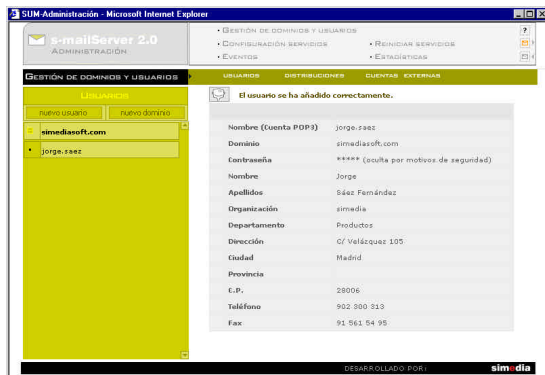 SUM-Administración - Microsoft Internet Explorer
s-mailServer 2.0
ADMINISTRACIÓN
• GESTIÓN DE DOMINIOS Y USUARIOS
• CONFIGURACIÓN SERVICIOS • REINICIAR SERVICIOS
• EVENTOS • ESTADÍSTICAS
?
GESTIÓN DE DOMINIOS Y USUARIOS
USUARIOS DISTRIBUCIONES CUENTAS EXTERNAS
USUARIOS
nuevo usuario nuevo dominio
simediasoft.com
jorge.saez
El usuario se ha añadido correctamente.
Nombre (Cuenta POP3) jorge.saez
Dominio simediasoft.com
Contraseña ***** (oculta por motivos de seguridad)
Nombre Jorge
Apellidos Sáez Fernández
Organización simedia
Departamento Productos
Dirección C/ Velázquez 105
Ciudad Madrid
Provincia
C.P. 28006
Teléfono 902 300 313
Fax 91 561 54 95
DESARROLLADO POR: simedia